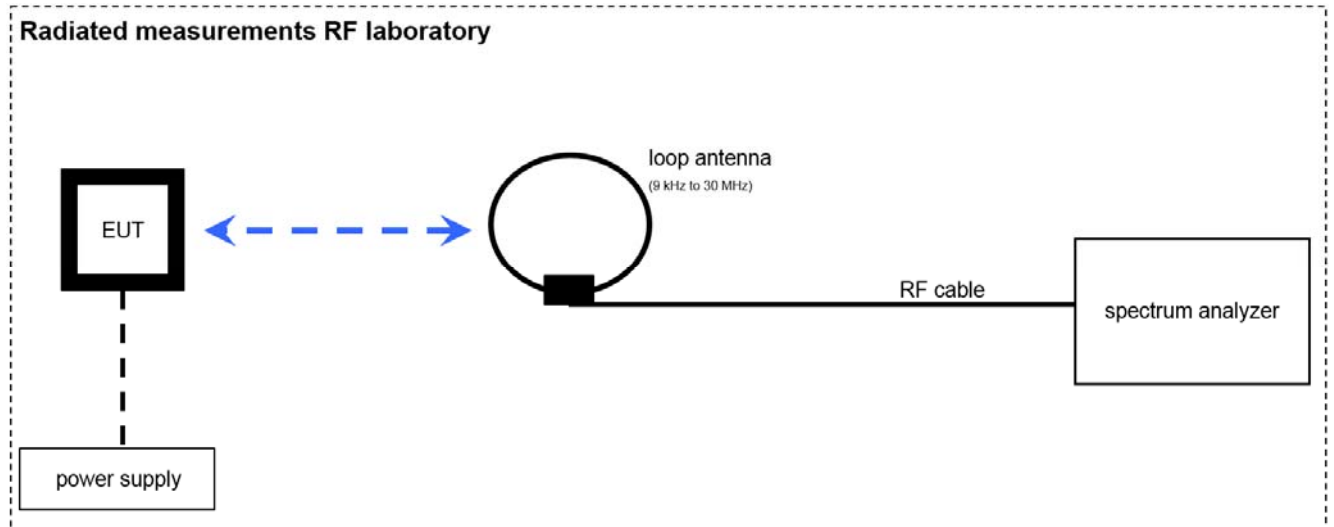 Radiated measurements RF laboratory
loop antenna
(9 kHz to 30 MHz)
EUT
RF cable
spectrum analyzer
power supply